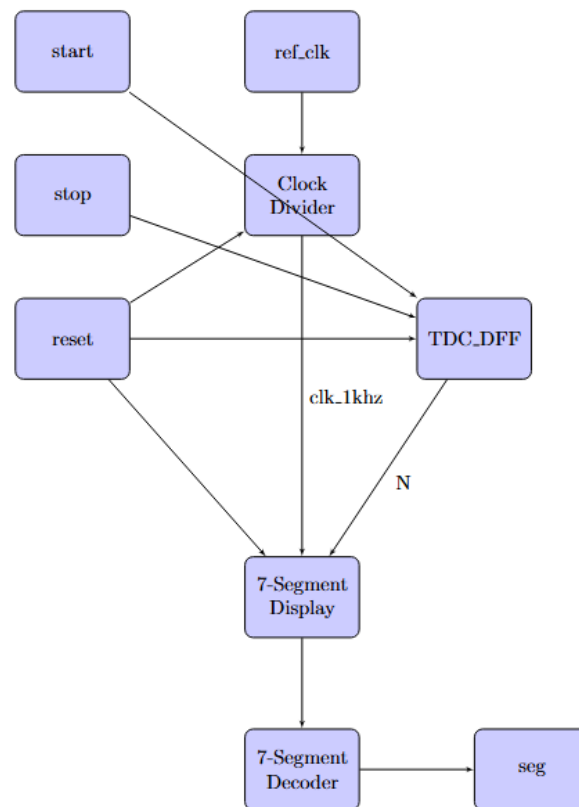 start
ref_clk
stop
Clock
Divider
reset
TDC_DFF
clk_1khz
N
7-Segment
Display
7-Segment
Decoder
seg